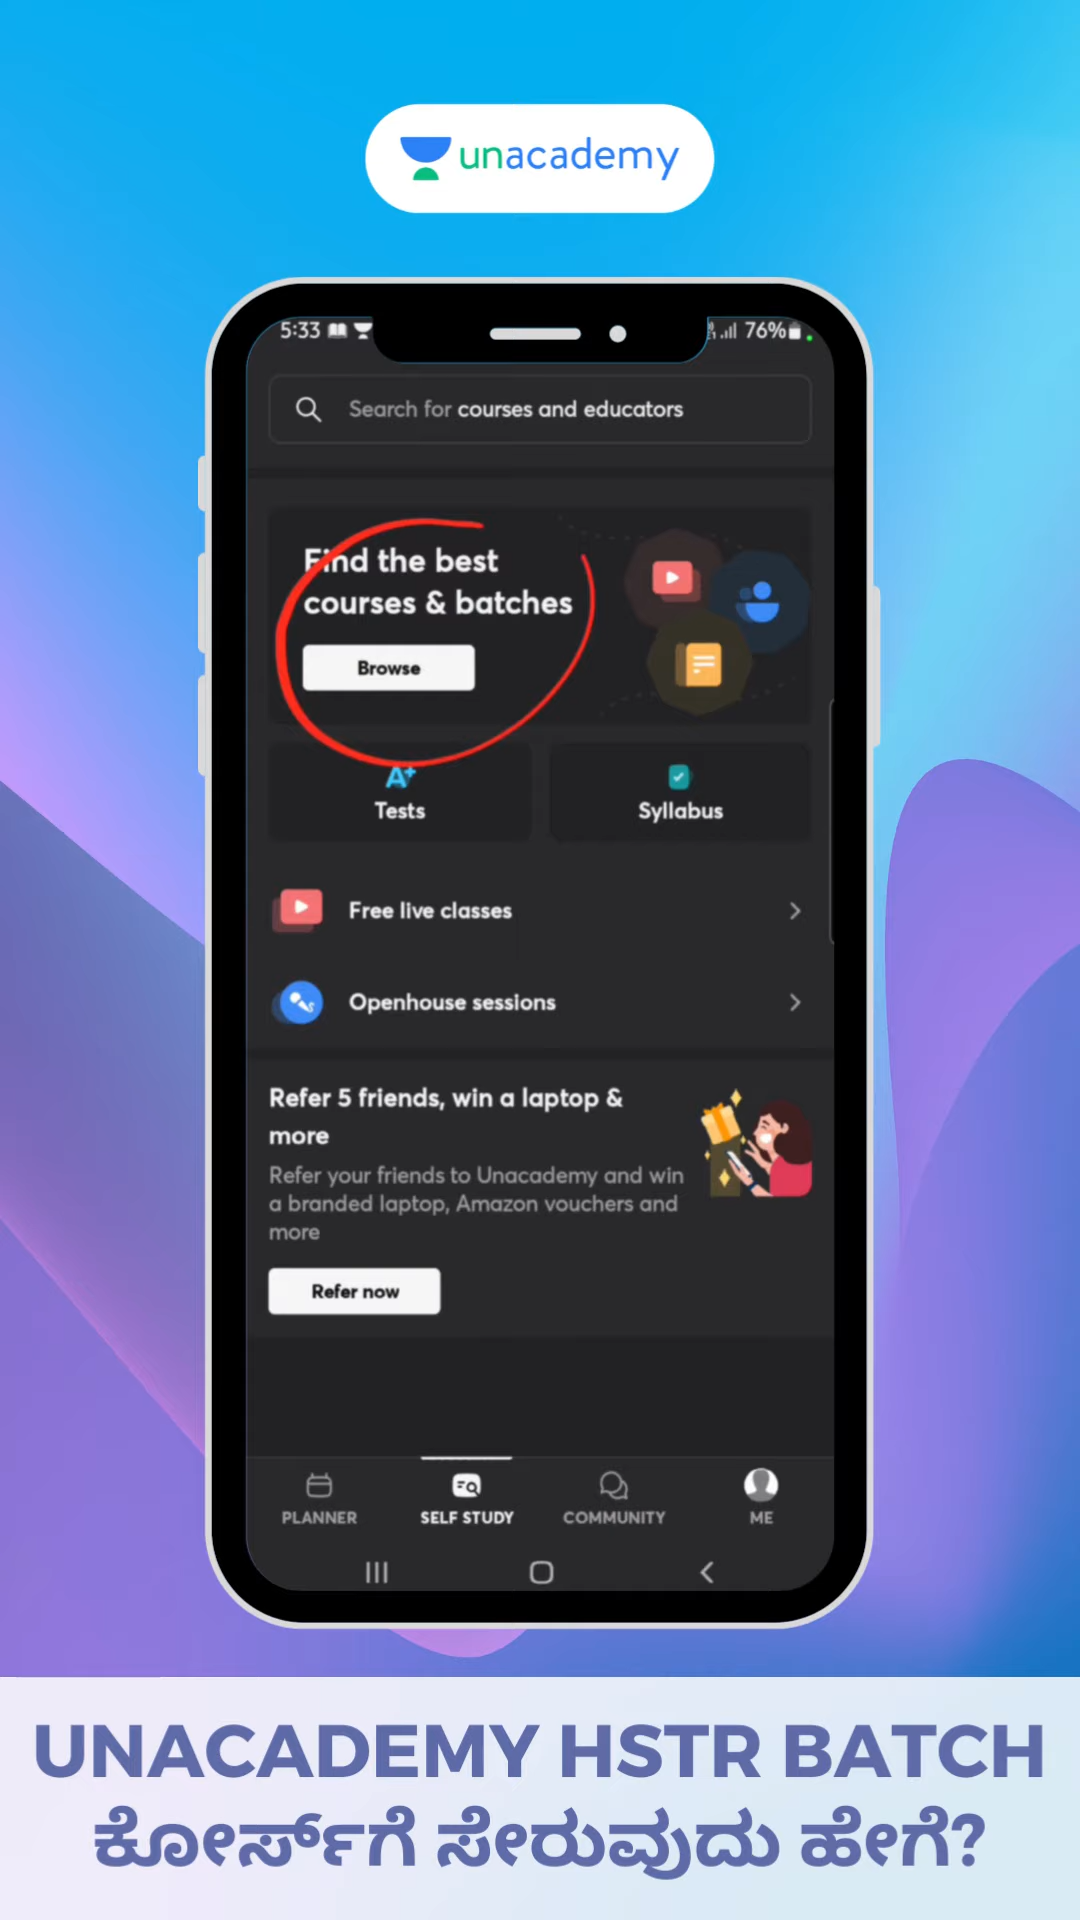 unacademy
5:33
76%
Search for courses and educators
Find the best
courses & batches
Browse
A+
Tests
Syllabus
Free live classes
Openhouse sessions
Refer 5 friends, win a laptop &
more
Refer your friends to Unacademy and win
a branded laptop, Amazon vouchers and
more
Refer now
PLANNER
SELF STUDY
COMMUNITY
ME
UNACADEMY HSTR BATCH
ಕೋರ್ಸ್‌ಗೆ ಸೇರುವುದು ಹೇಗೆ?